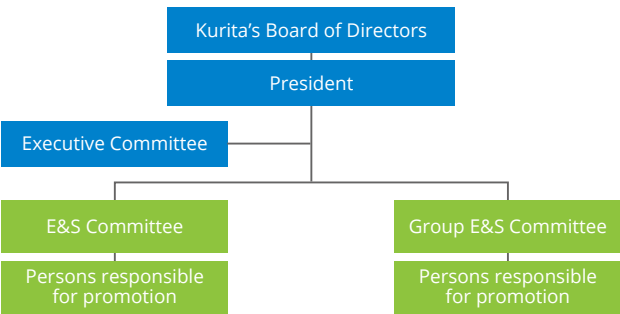 Kurita’s Board of Directors
President
Executive Committee
E&S Committee
Group E&S Committee
Persons responsible
for promotion
Persons responsible
for promotion